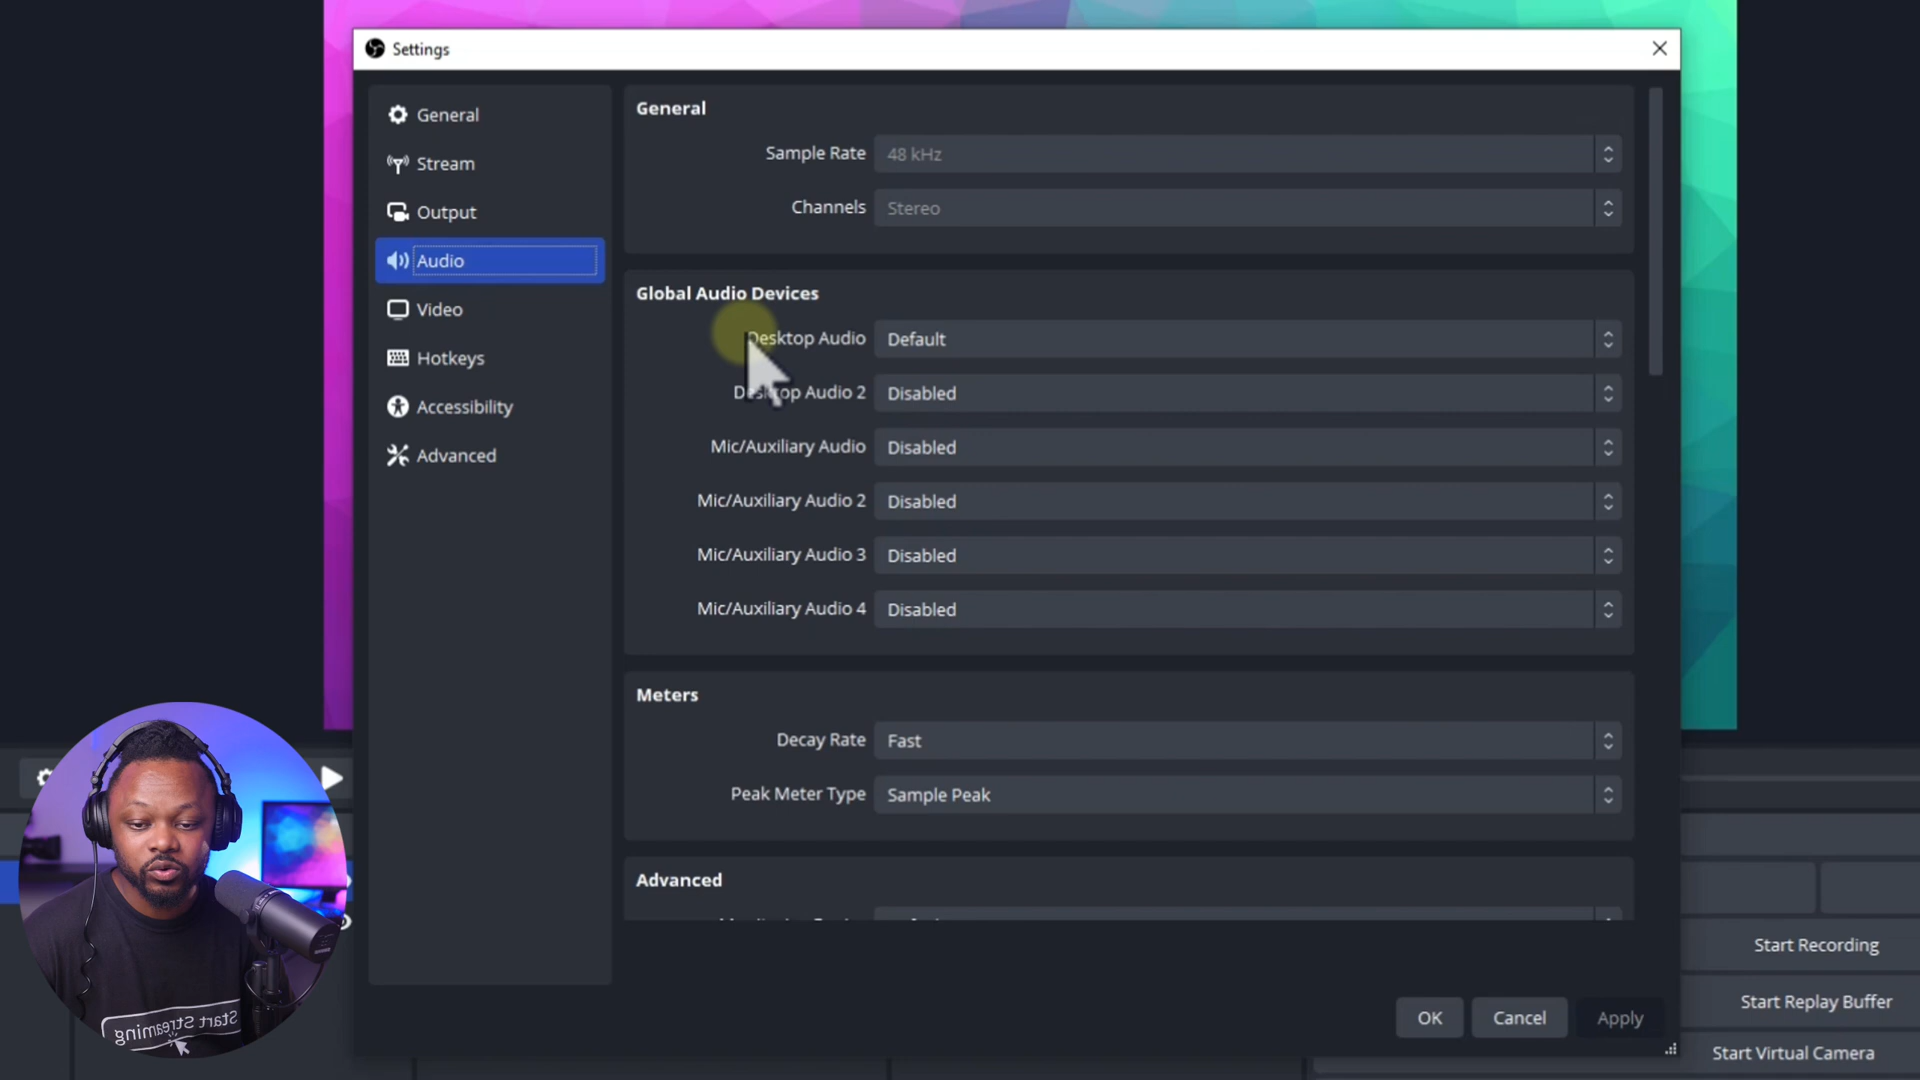 Settings
General
Stream
Output
Audio
Video
Hotkeys
Accessibility
Advanced
General
Sample Rate 48 kHz
Channels Stereo
Global Audio Devices
Desktop Audio Default
Desktop Audio 2 Disabled
Mic/Auxiliary Audio Disabled
Mic/Auxiliary Audio 2 Disabled
Mic/Auxiliary Audio 3 Disabled
Mic/Auxiliary Audio 4 Disabled
Meters
Decay Rate Fast
Peak Meter Type Sample Peak
Advanced
OK Cancel Apply
Start Recording
Start Replay Buffer
Start Virtual Camera
Start Streaming